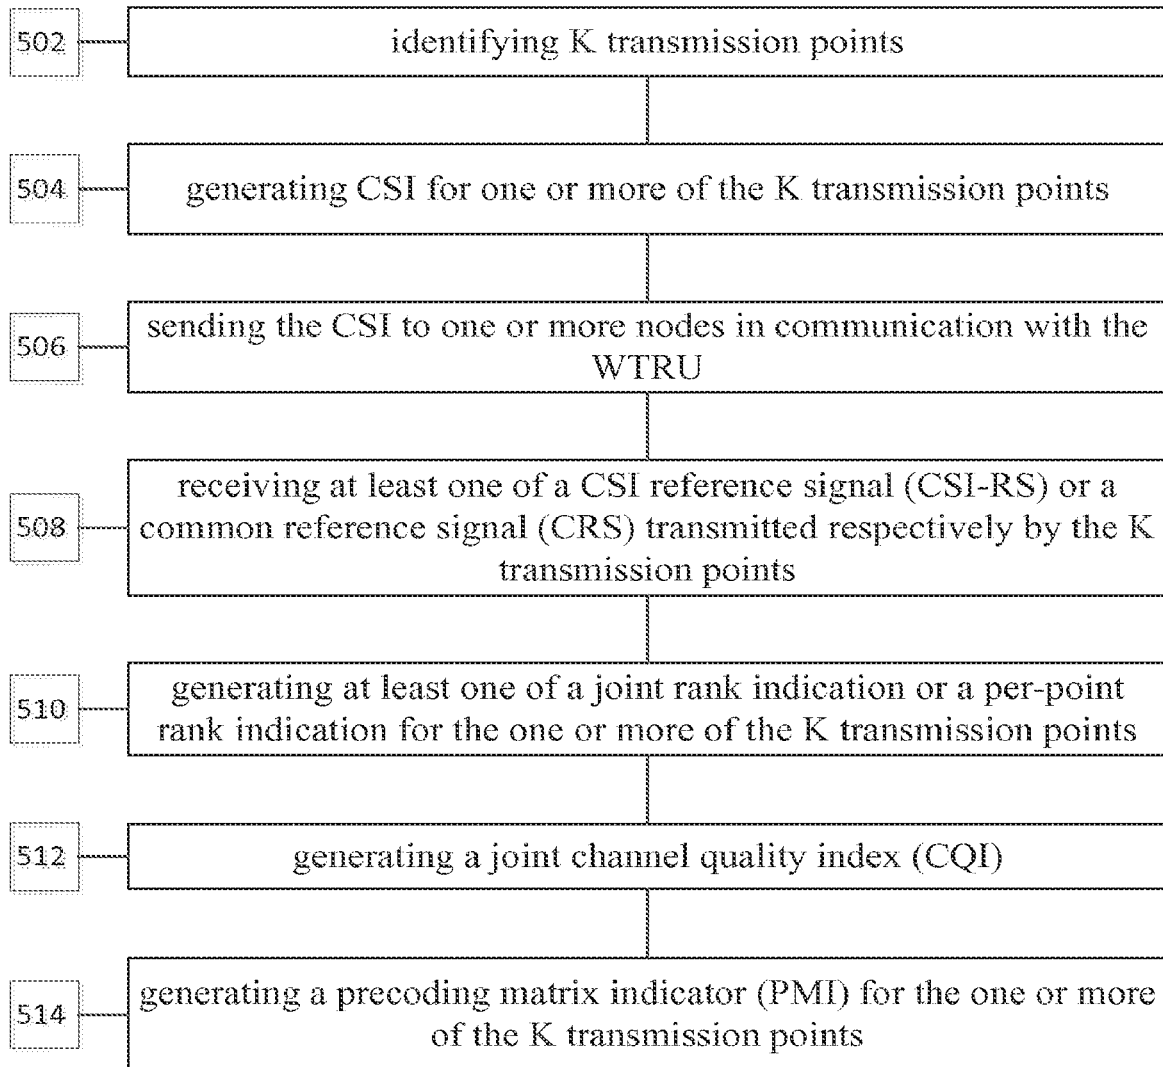 502
identifying K transmission points
504
generating CSI for one or more of the K transmission points
506
sending the CSI to one or more nodes in communication with the
WTRU
508
receiving at least one of a CSI reference signal (CSI-RS) or a
common reference signal (CRS) transmitted respectively by the K
transmission points
510
generating at least one of a joint rank indication or a per-point
rank indication for the one or more of the K transmission points
512
generating a joint channel quality index (CQI)
514
generating a precoding matrix indicator (PMI) for the one or more
of the K transmission points